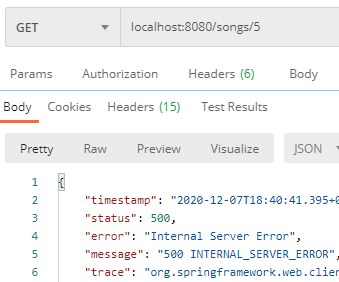 GET localhost:8080/songs/5
Params Authorization Headers (6) Body
Body Cookies Headers (15) Test Results
Pretty Raw Preview Visualize JSON
1 {
2 "timestamp": "2020-12-07T18:40:41.395+0
3 "status": 500,
4 "error": "Internal Server Error",
5 "message": "500 INTERNAL_SERVER_ERROR",
6 "trace": "org.springframework.web.clien